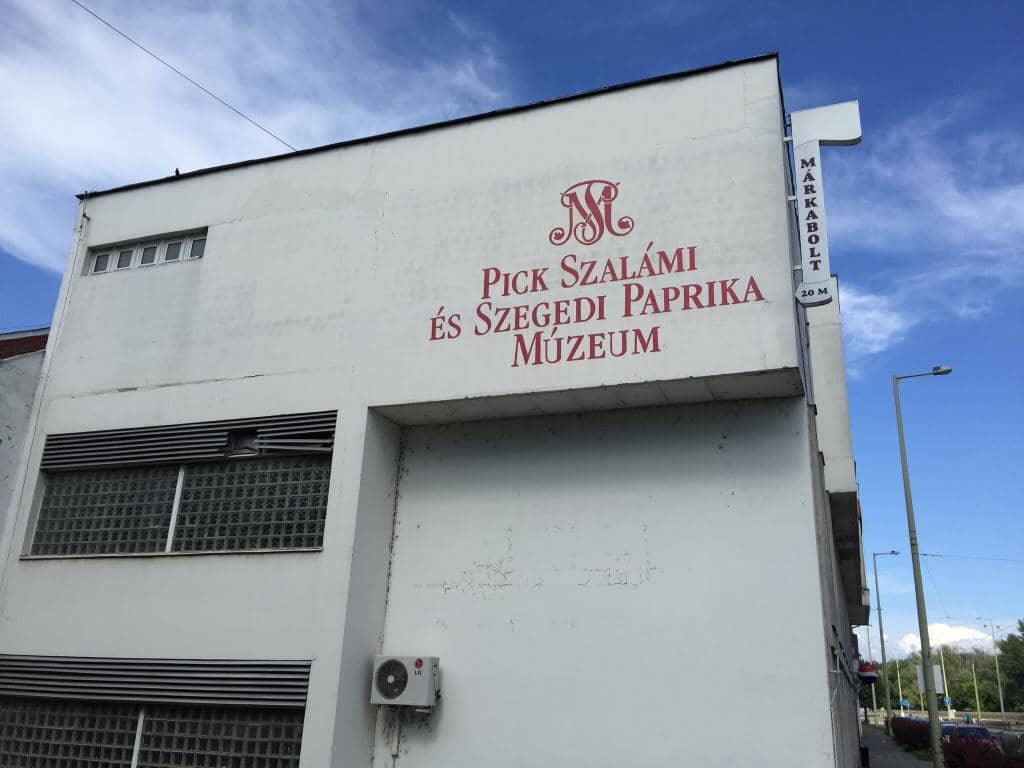 PICK SZALÁMI
ÉS SZEGEDI PAPRIKA
MÚZEUM
MÁRKABOLT
20 M
LG